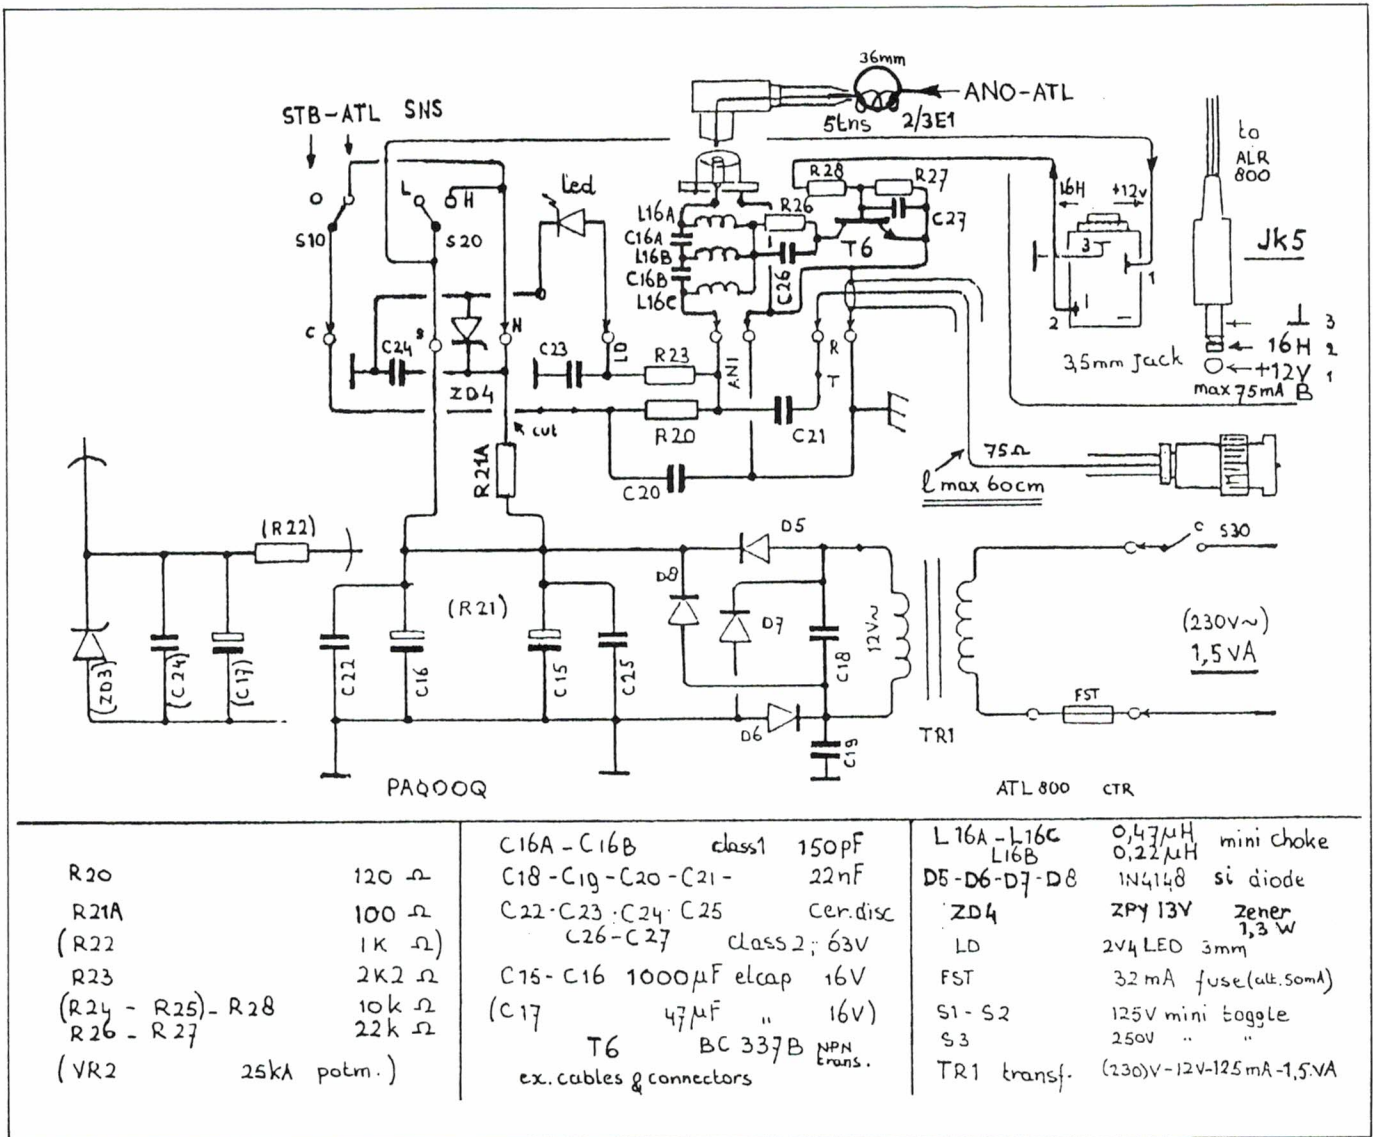 36mm
ANO-ATL
5tns 2/3E1
STB-ATL SNS
to
ALR
800
Led
R28
R27
16H
+12v
L
H
L16A
R26
C27
S10
S20
C16A
T6
Jk5
L16B
C16B
C26
L16C
3
1
1
2
⊥ 3
C
C24
S
N
C23
LD
R23
ANI
R
T
3,5mm jack
16H 2
+12V 1
max 75mA B
ZD4
cut
R20
C21
R21A
C20
75Ω
l max 60cm
(R22)
D5
C S30
D8
D7
(R21)
12V~
(230V~)
1,5VA
(ZD3)
(C24)
(C17)
C22
C16
C15
C25
C18
FST
D6
C19
TR1
PAQOOQ
ATL800 CTR
R20 120 Ω
R21A 100 Ω
(R22 1K Ω)
R23 2K2 Ω
(R24 - R25) - R28 10k Ω
R26 - R27 22k Ω
(VR2 25kA potm.)
C16A - C16B class1 150pF
C18 - C19 - C20 - C21 - 22nF
C22 · C23 · C24 · C25 Cer.disc
C26 - C27 class2; 63V
C15 - C16 1000µF elcap 16V
(C17 47µF " 16V)
T6 BC 337B NPN trans.
ex. cables & connectors
L16A - L16C 0,47µH mini choke
L16B 0,22µH
D5 - D6 - D7 - D8 1N4148 si diode
ZD4 ZPY 13V zener 1,3 W
LD 2V4 LED 3mm
FST 32 mA fuse (alt. 50mA)
S1 - S2 125V mini toggle
S3 250V " "
TR1 transf. (230)V-12V-125mA-1,5VA